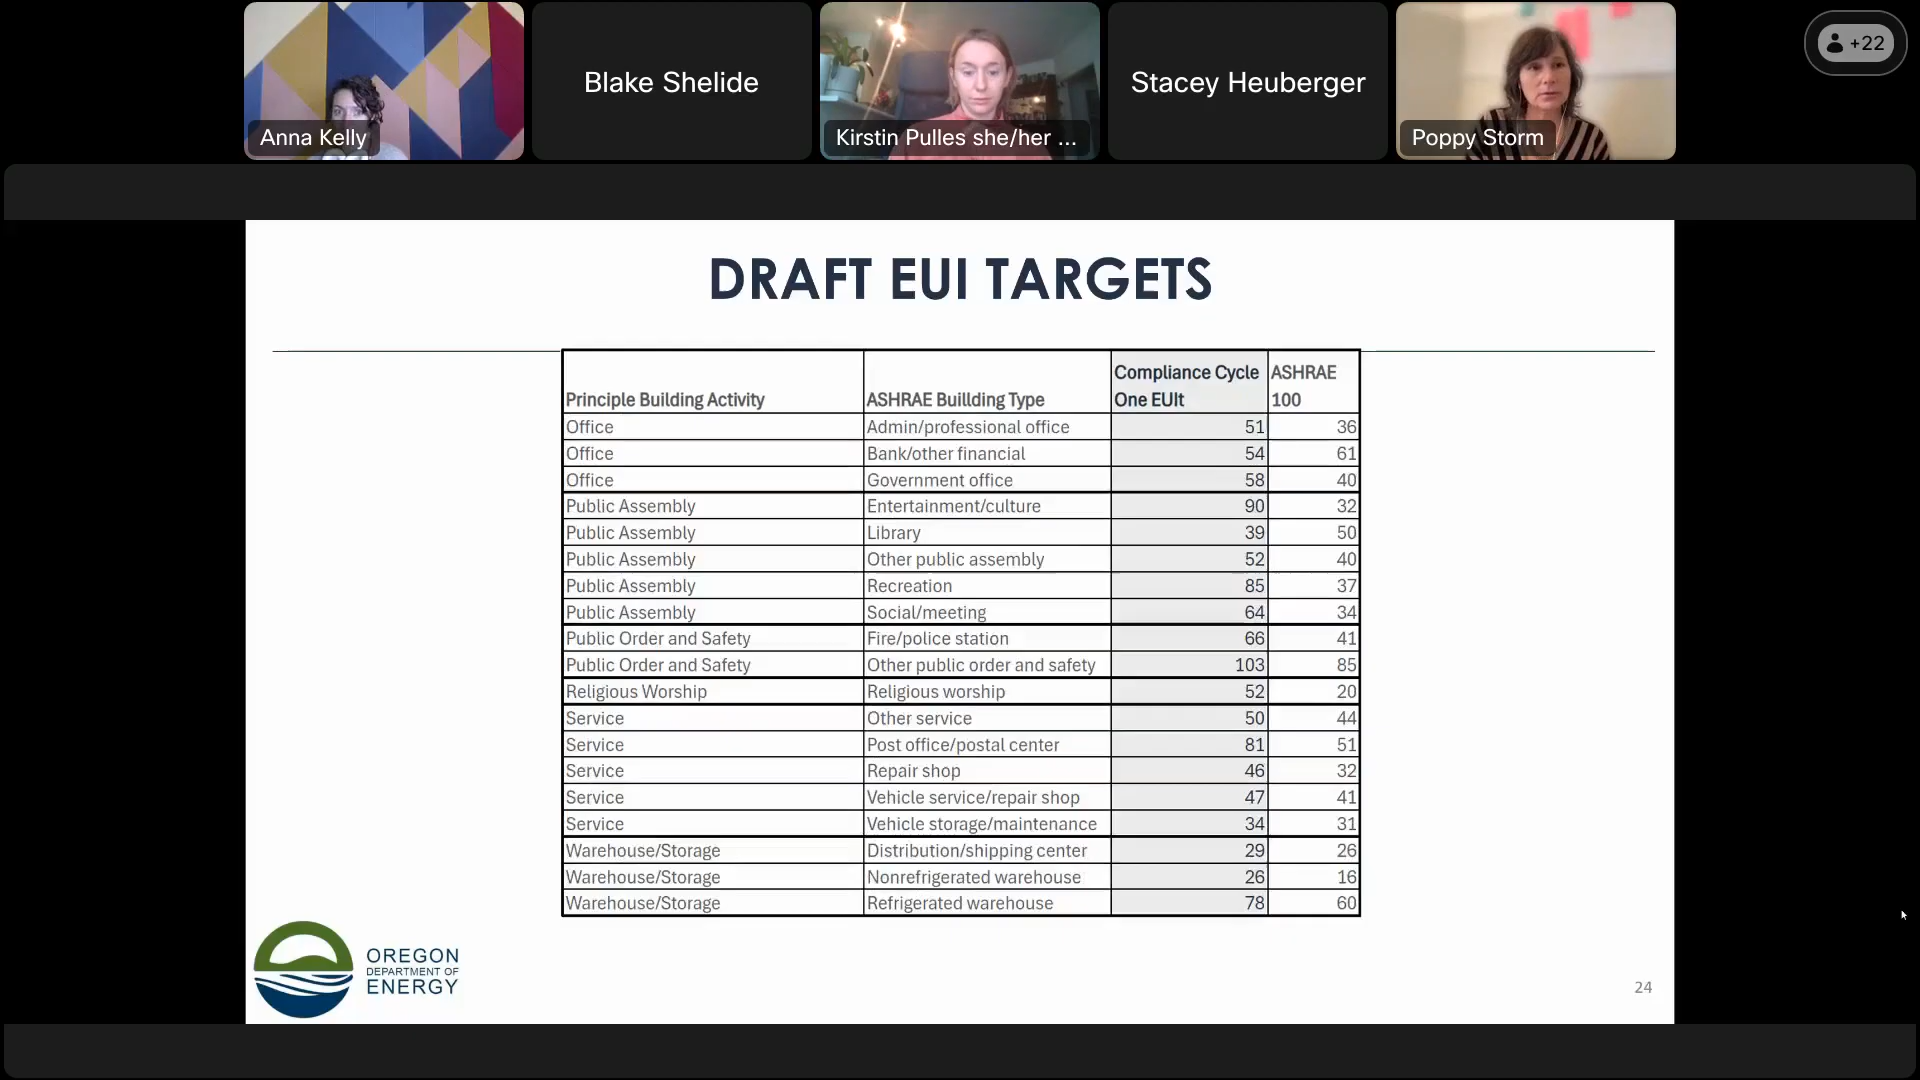 Anna Kelly
Blake Shelide
Kirstin Pulles she/her ...
Stacey Heuberger
Poppy Storm
+22
DRAFT EUI TARGETS
Principle Building Activity ASHRAE Buillding Type Compliance Cycle One EUIt ASHRAE 100
Office Admin/professional office 51 36
Office Bank/other financial 54 61
Office Government office 58 40
Public Assembly Entertainment/culture 90 32
Public Assembly Library 39 50
Public Assembly Other public assembly 52 40
Public Assembly Recreation 85 37
Public Assembly Social/meeting 64 34
Public Order and Safety Fire/police station 66 41
Public Order and Safety Other public order and safety 103 85
Religious Worship Religious worship 52 20
Service Other service 50 44
Service Post office/postal center 81 51
Service Repair shop 46 32
Service Vehicle service/repair shop 47 41
Service Vehicle storage/maintenance 34 31
Warehouse/Storage Distribution/shipping center 29 26
Warehouse/Storage Nonrefrigerated warehouse 26 16
Warehouse/Storage Refrigerated warehouse 78 60
OREGON
DEPARTMENT OF
ENERGY
24